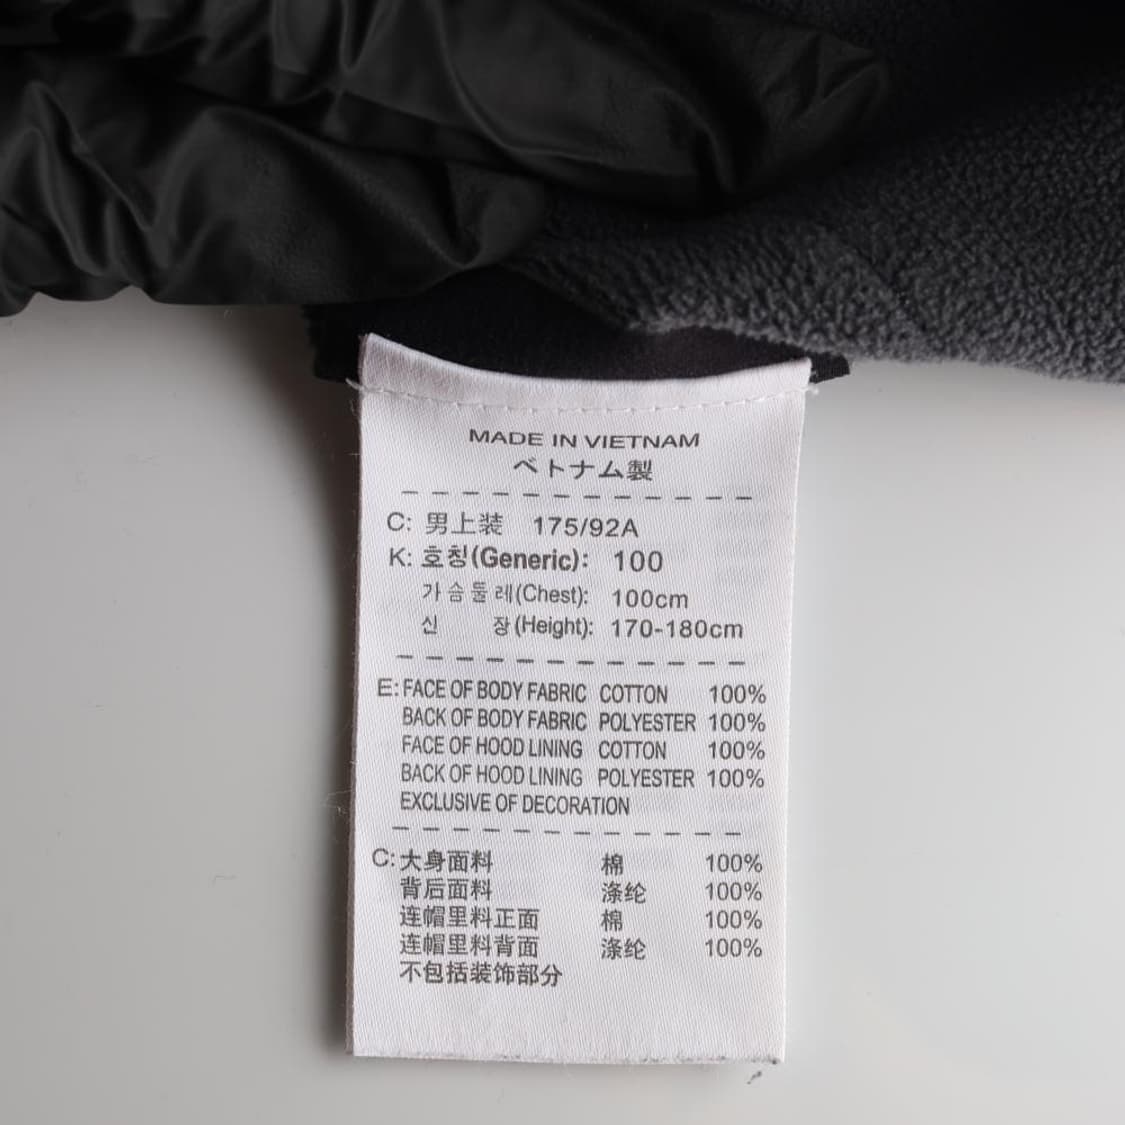 MADE IN VIETNAM
ベトナム製
C: 男上装 175/92A
K: 호칭(Generic): 100
가슴둘레(Chest): 100cm
신 장(Height): 170-180cm
E: FACE OF BODY FABRIC COTTON 100%
BACK OF BODY FABRIC POLYESTER 100%
FACE OF HOOD LINING COTTON 100%
BACK OF HOOD LINING POLYESTER 100%
EXCLUSIVE OF DECORATION
C: 大身面料 棉 100%
背后面料 涤纶 100%
连帽里料正面 棉 100%
连帽里料背面 涤纶 100%
不包括装饰部分